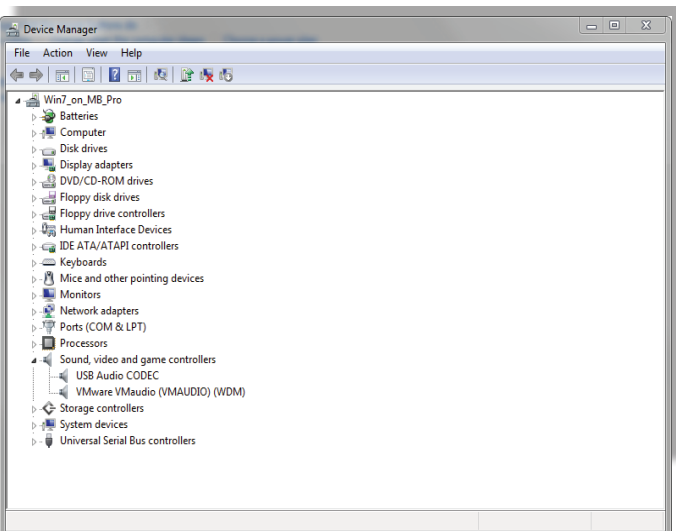 Device Manager
File Action View Help
Win7_on_MB_Pro
Batteries
Computer
Disk drives
Display adapters
DVD/CD-ROM drives
Floppy disk drives
Floppy drive controllers
Human Interface Devices
IDE ATA/ATAPI controllers
Keyboards
Mice and other pointing devices
Monitors
Network adapters
Ports (COM & LPT)
Processors
Sound, video and game controllers
USB Audio CODEC
VMware VMaudio (VMAUDIO) (WDM)
Storage controllers
System devices
Universal Serial Bus controllers